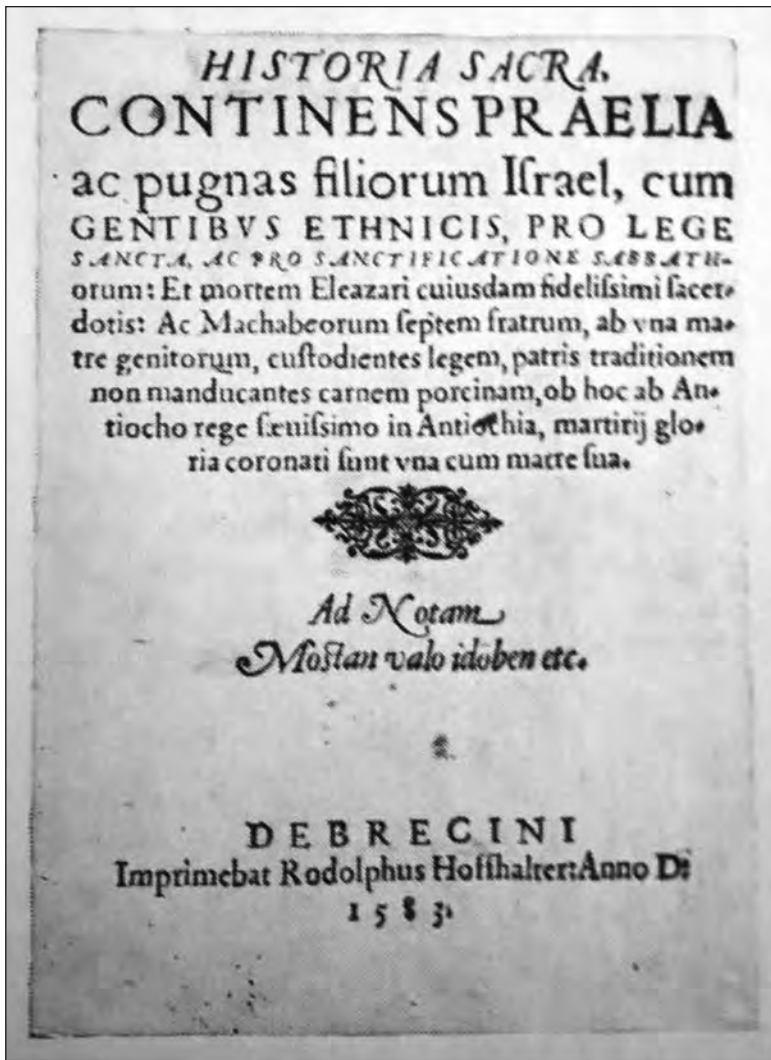 HISTORIA SACRA,
CONTINENS PRAELIA
ac pugnas filiorum Iſrael, cum
GENTIBVS ETHNICIS, PRO LEGE
SANCTA, AC PRO SANCTIFICATIONE SABBATH-
orum: Et mortem Eleazari cuiusdam fideliſsimi ſacer-
dotis: Ac Machabeorum ſeptem fratrum, ab vna ma-
tre genitorum, cuſtodientes legem, patris traditionem
non manducantes carnem porcinam, ob hoc ab An-
tiocho rege ſæuiſsimo in Antiochia, martirij glo-
ria coronati ſunt vna cum matre ſua.
Ad Notam
Moſtan valo idoben etc.
DEBRECINI
Imprimebat Rodolphus Hoffhalter: Anno D:
1583.